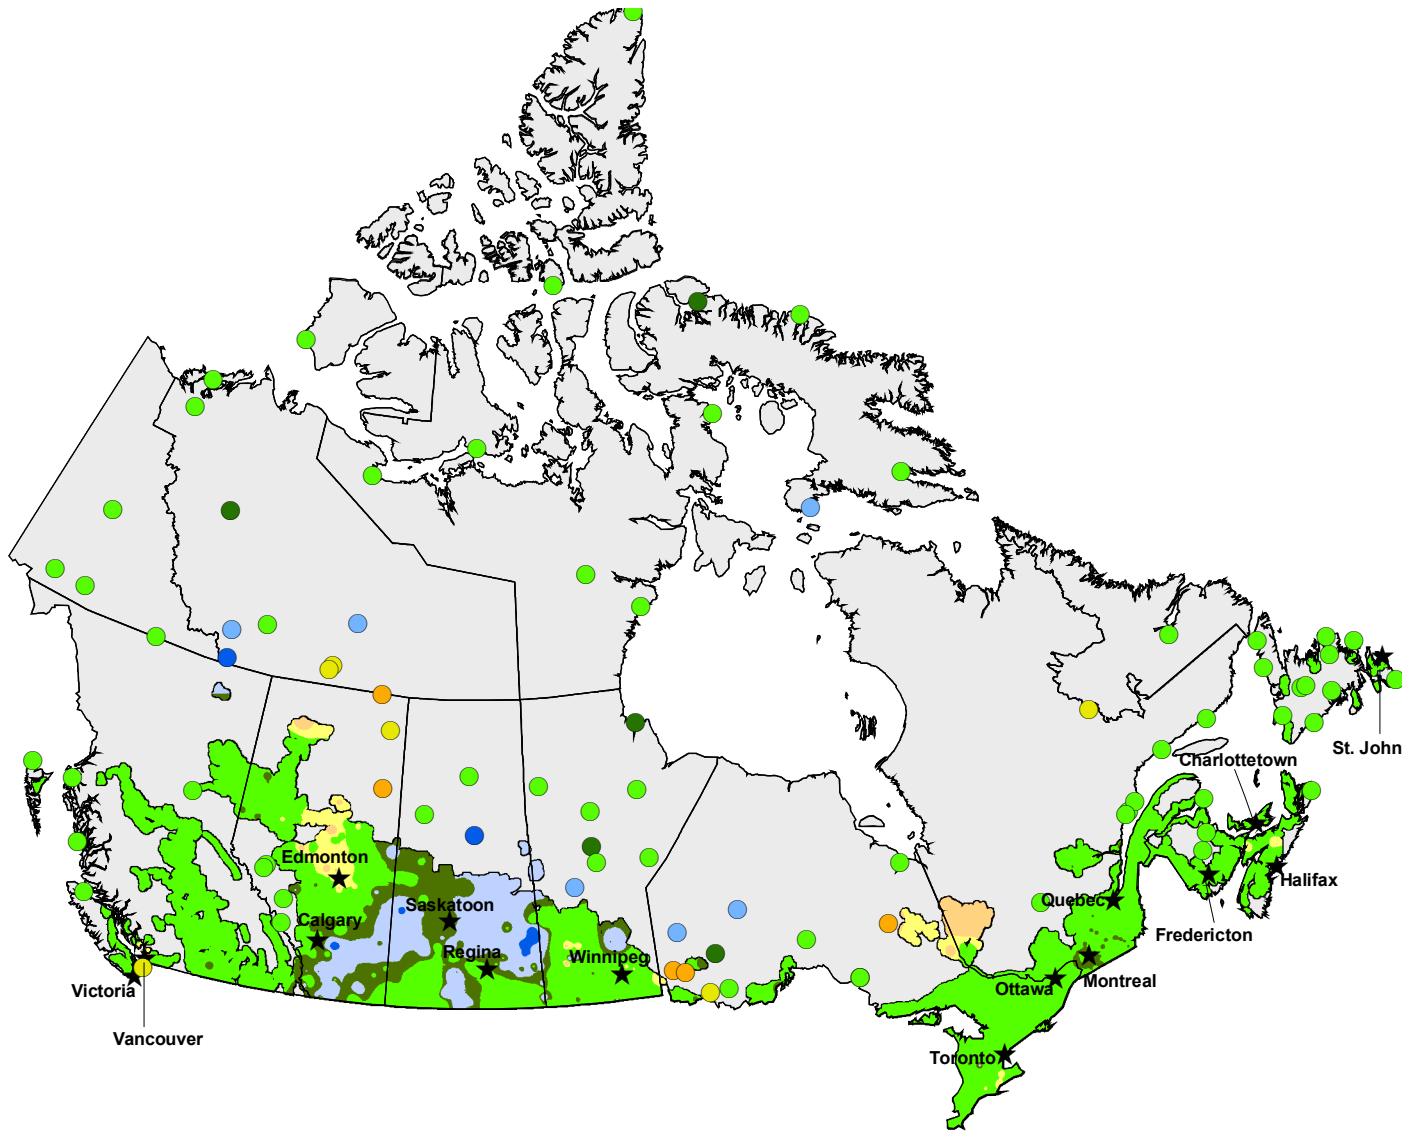 St. John
Charlottetown
Edmonton
Halifax
Quebec
Saskatoon
Calgary
Fredericton
Regina
Winnipeg
Montreal
Ottawa
Victoria
Vancouver
Toronto